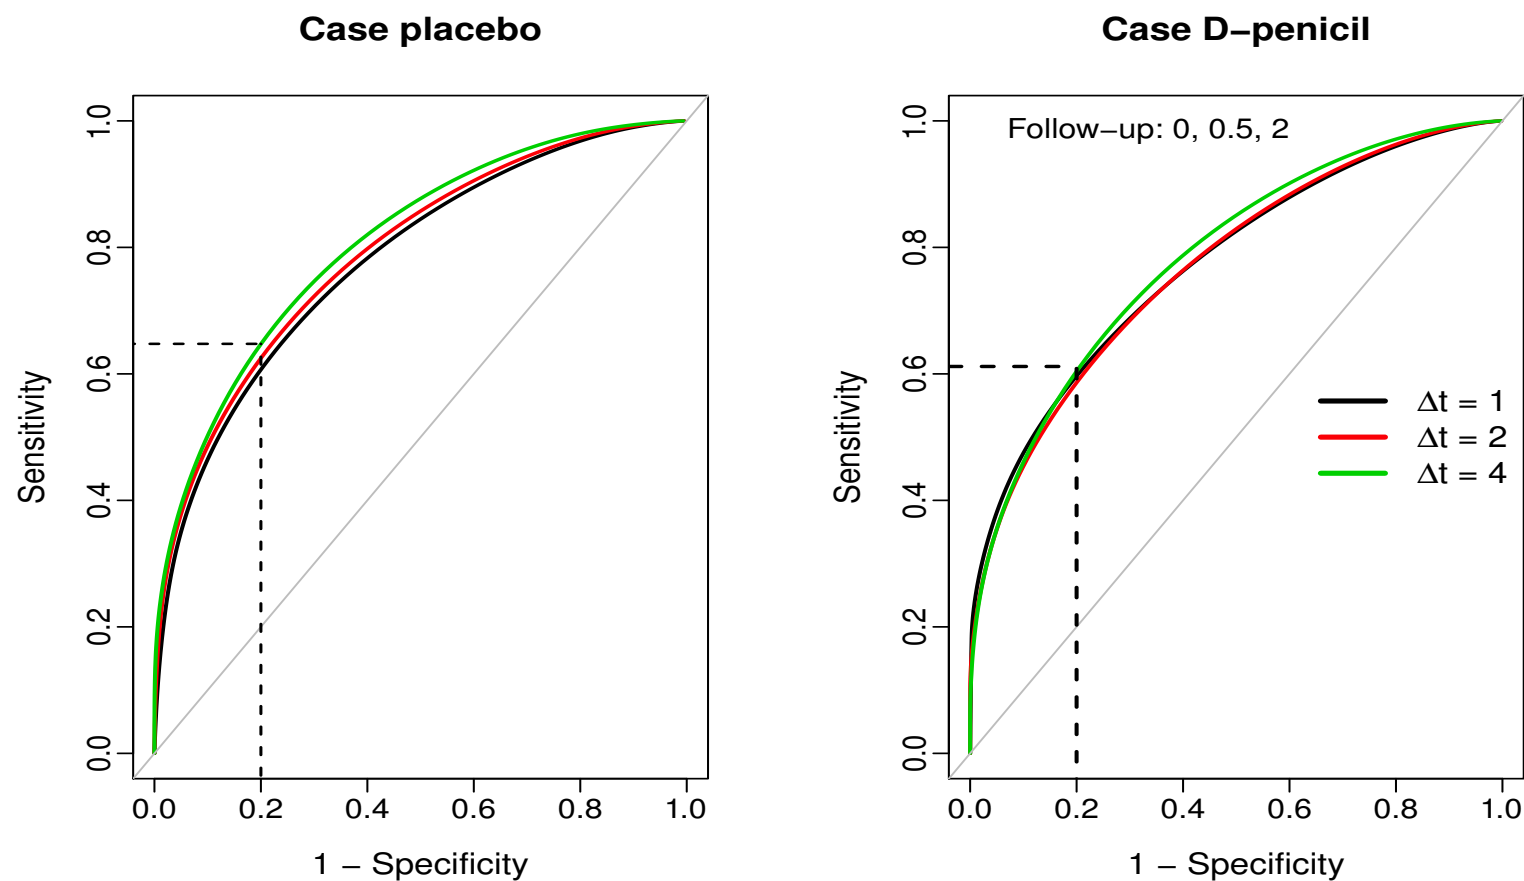 Case placebo
Sensitivity
1.0
0.8
0.6
0.4
0.2
0.0
0.0 0.2 0.4 0.6 0.8 1.0
1 − Specificity
Case D−penicil
Follow−up: 0, 0.5, 2
Sensitivity
1.0
0.8
0.6
0.4
0.2
0.0
Δt = 1
Δt = 2
Δt = 4
0.0 0.2 0.4 0.6 0.8 1.0
1 − Specificity